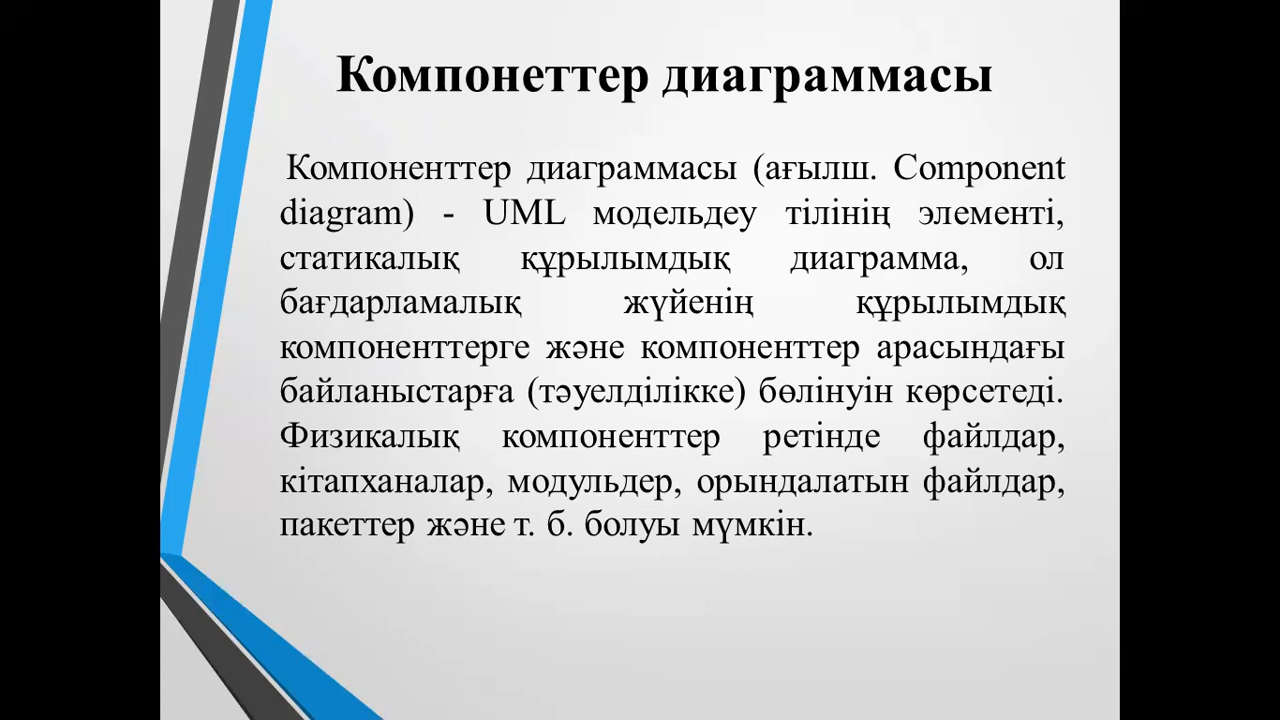 Компонеттер диаграммасы
Компоненттер диаграммасы (ағылш. Component
diagram) - UML модельдеу тілінің элементі,
статикалық құрылымдық диаграмма, ол
бағдарламалық жүйенің құрылымдық
компоненттерге және компоненттер арасындағы
байланыстарға (тәуелділікке) бөлінуін көрсетеді.
Физикалық компоненттер ретінде файлдар,
кітапханалар, модульдер, орындалатын файлдар,
пакеттер және т. б. болуы мүмкін.